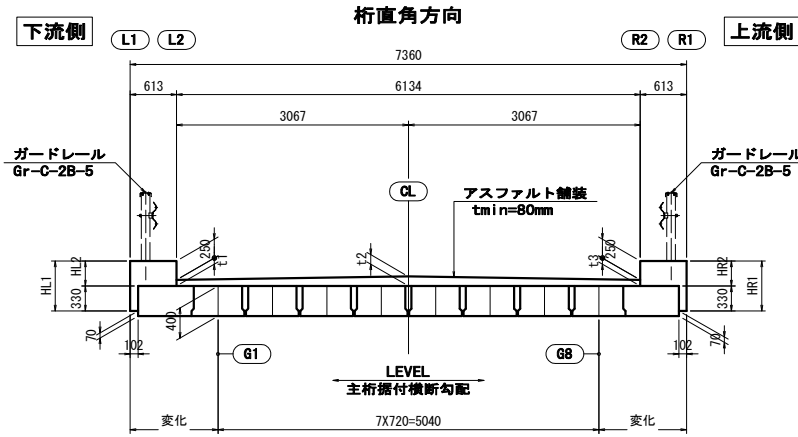 桁直角方向
下流側
L1
L2
R2
R1
上流側
7360
613
6134
613
3067
3067
ガードレール
Gr-C-2B-5
CL
アスファルト舗装
tmin=80mm
ガードレール
Gr-C-2B-5
HL1
HL2
250
t1
t2
t3
250
HR2
HR1
330
400
330
70
102
G1
G8
102
70
LEVEL
主桁据付横断勾配
変化
7X720=5040
変化